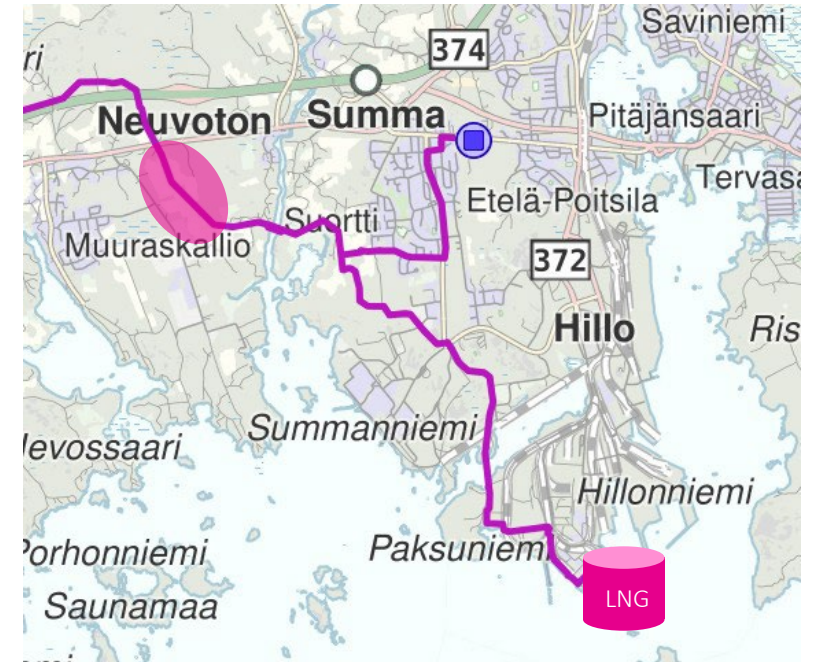 Saviniemi
ri
374
Neuvoton
Summa
Pitäjänsaari
Tervasa
Etelä-Poitsila
Suortti
Muuraskallio
372
Hillo
Ris
Summanniemi
levossaari
Hillonniemi
Porhonniemi
Paksuniemi
Saunamaa
LNG